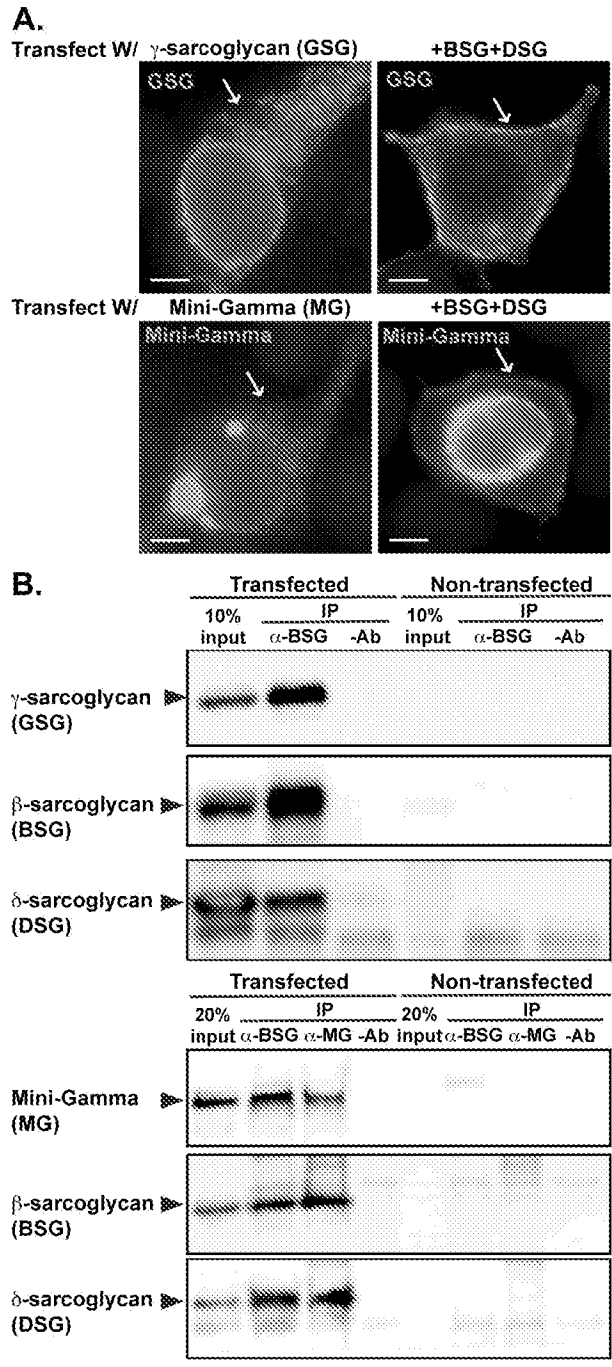 A.
Transfect W/ γ-sarcoglycan (GSG) +BSG+DSG
GSG GSG
Transfect W/ Mini-Gamma (MG) +BSG+DSG
Mini-Gamma Mini-Gamma
B.
Transfected Non-transfected
10% input IP α-BSG -Ab 10% input IP α-BSG -Ab
γ-sarcoglycan
(GSG)
β-sarcoglycan
(BSG)
δ-sarcoglycan
(DSG)
Transfected Non-transfected
20% input IP α-BSG α-MG -Ab 20% input IP α-BSG α-MG -Ab
Mini-Gamma
(MG)
β-sarcoglycan
(BSG)
δ-sarcoglycan
(DSG)